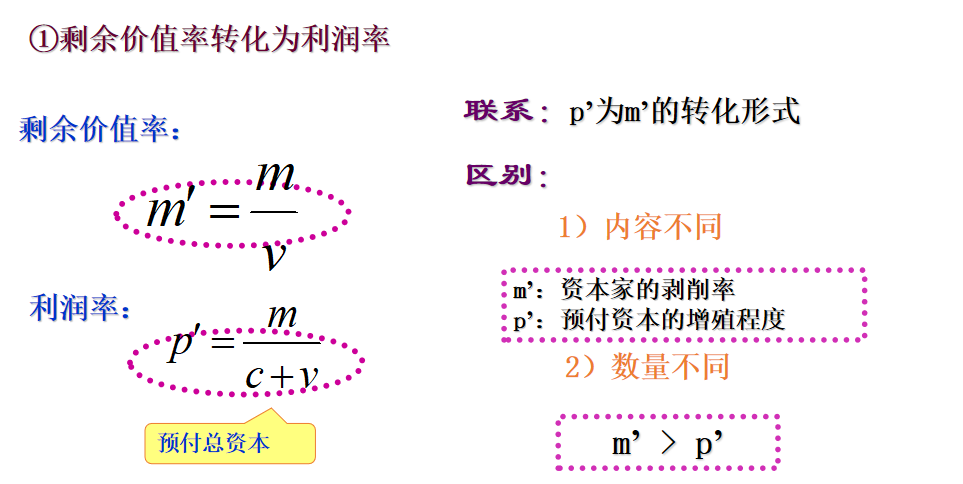 ①剩余价值率转化为利润率
剩余价值率：
m′ = m/v
利润率：
p′ = m/(c+v)
预付总资本
联系：p’为m’的转化形式
区别：
1）内容不同
m’：资本家的剥削率
p’：预付资本的增殖程度
2）数量不同
m’ > p’